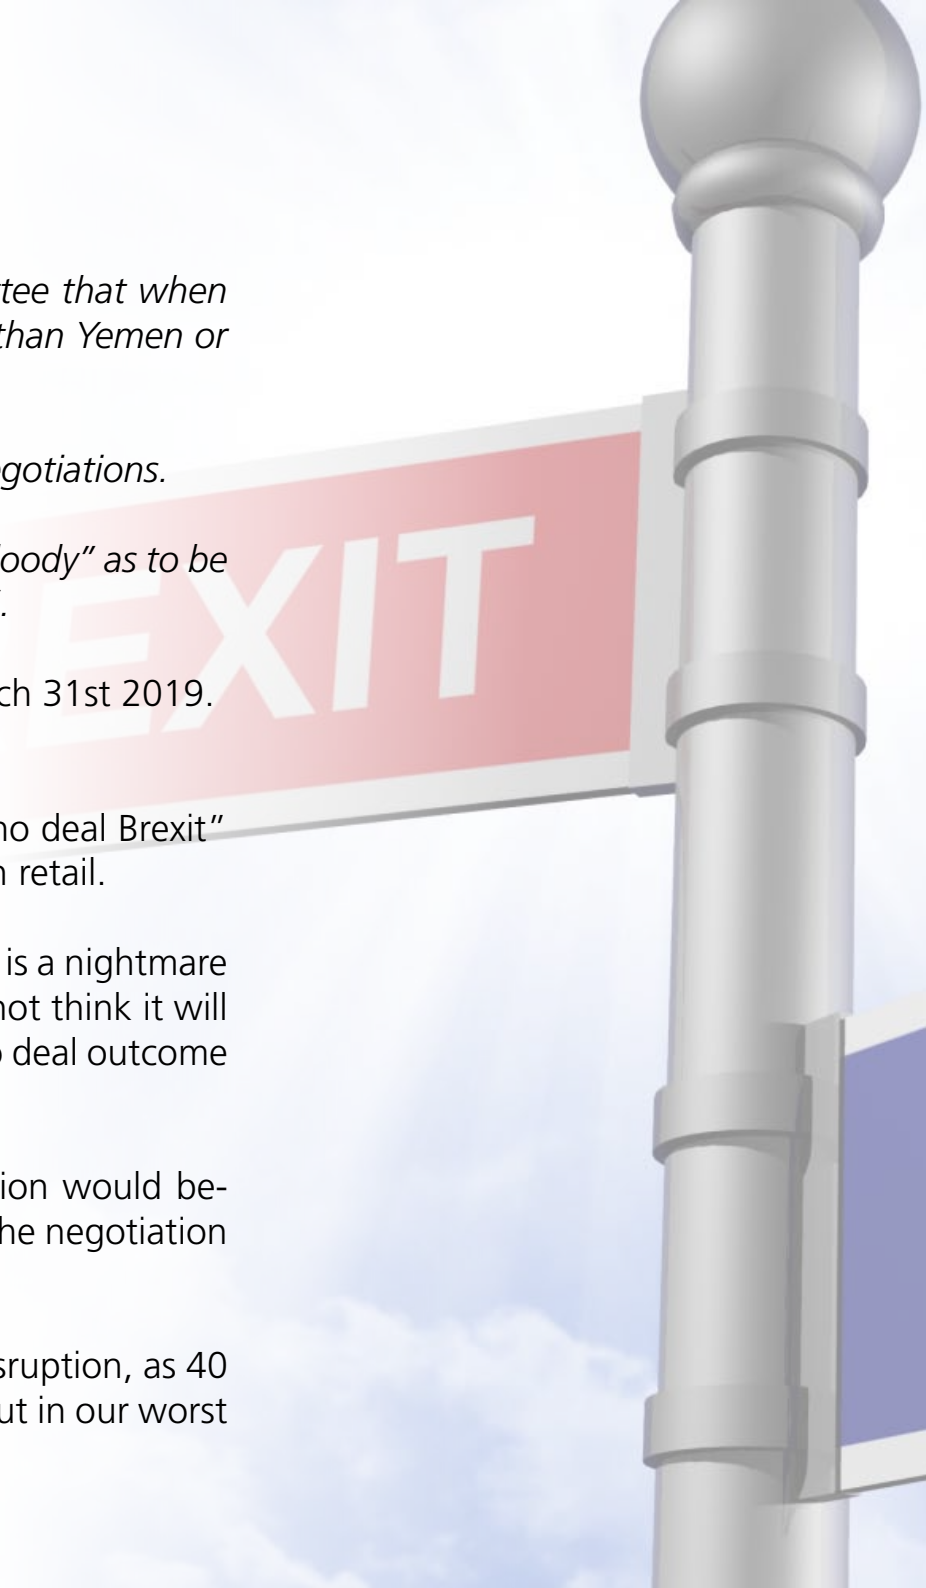 tee that when
than Yemen or
gotiations.
oody” as to be
.
EXIT
ch 31st 2019.
no deal Brexit”
n retail.
is a nightmare
not think it will
o deal outcome
ion would be-
he negotiation
sruption, as 40
ut in our worst